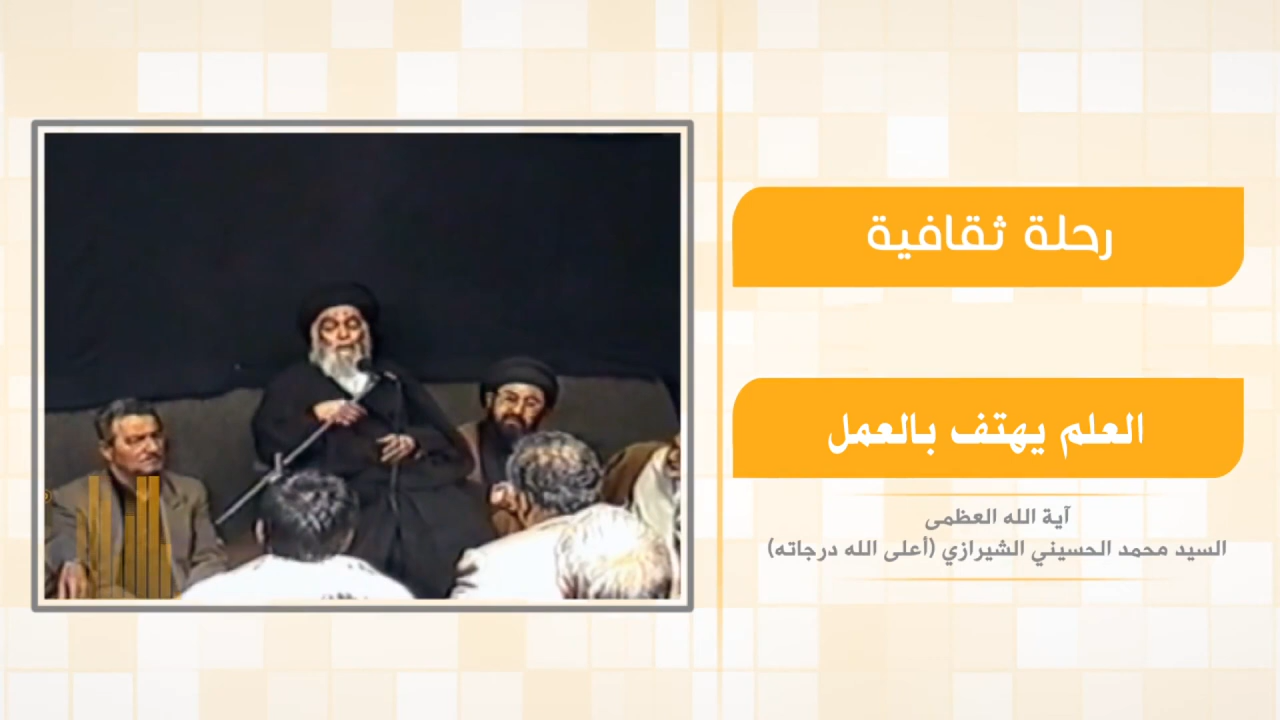 رحلة ثقافية
العلم يهتف بالعمل
آية الله العظمى
السيد محمد الحسيني الشيرازي (أعلى الله درجاته)